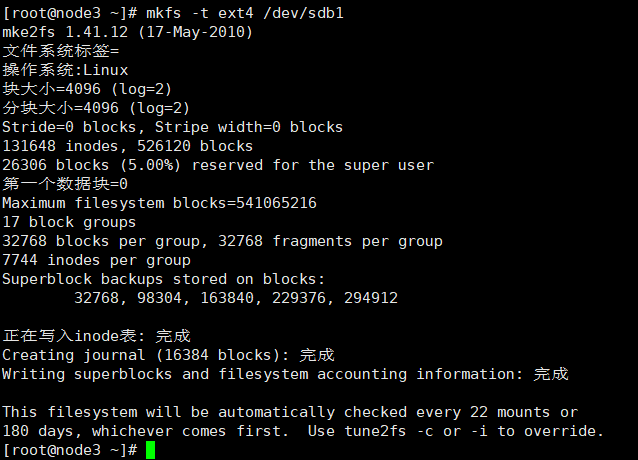 [root@node3 ~]# mkfs -t ext4 /dev/sdb1
mke2fs 1.41.12 (17-May-2010)
文件系统标签=
操作系统:Linux
块大小=4096 (log=2)
分块大小=4096 (log=2)
Stride=0 blocks, Stripe width=0 blocks
131648 inodes, 526120 blocks
26306 blocks (5.00%) reserved for the super user
第一个数据块=0
Maximum filesystem blocks=541065216
17 block groups
32768 blocks per group, 32768 fragments per group
7744 inodes per group
Superblock backups stored on blocks:
        32768, 98304, 163840, 229376, 294912
正在写入inode表: 完成
Creating journal (16384 blocks): 完成
Writing superblocks and filesystem accounting information: 完成
This filesystem will be automatically checked every 22 mounts or
180 days, whichever comes first.  Use tune2fs -c or -i to override.
[root@node3 ~]#